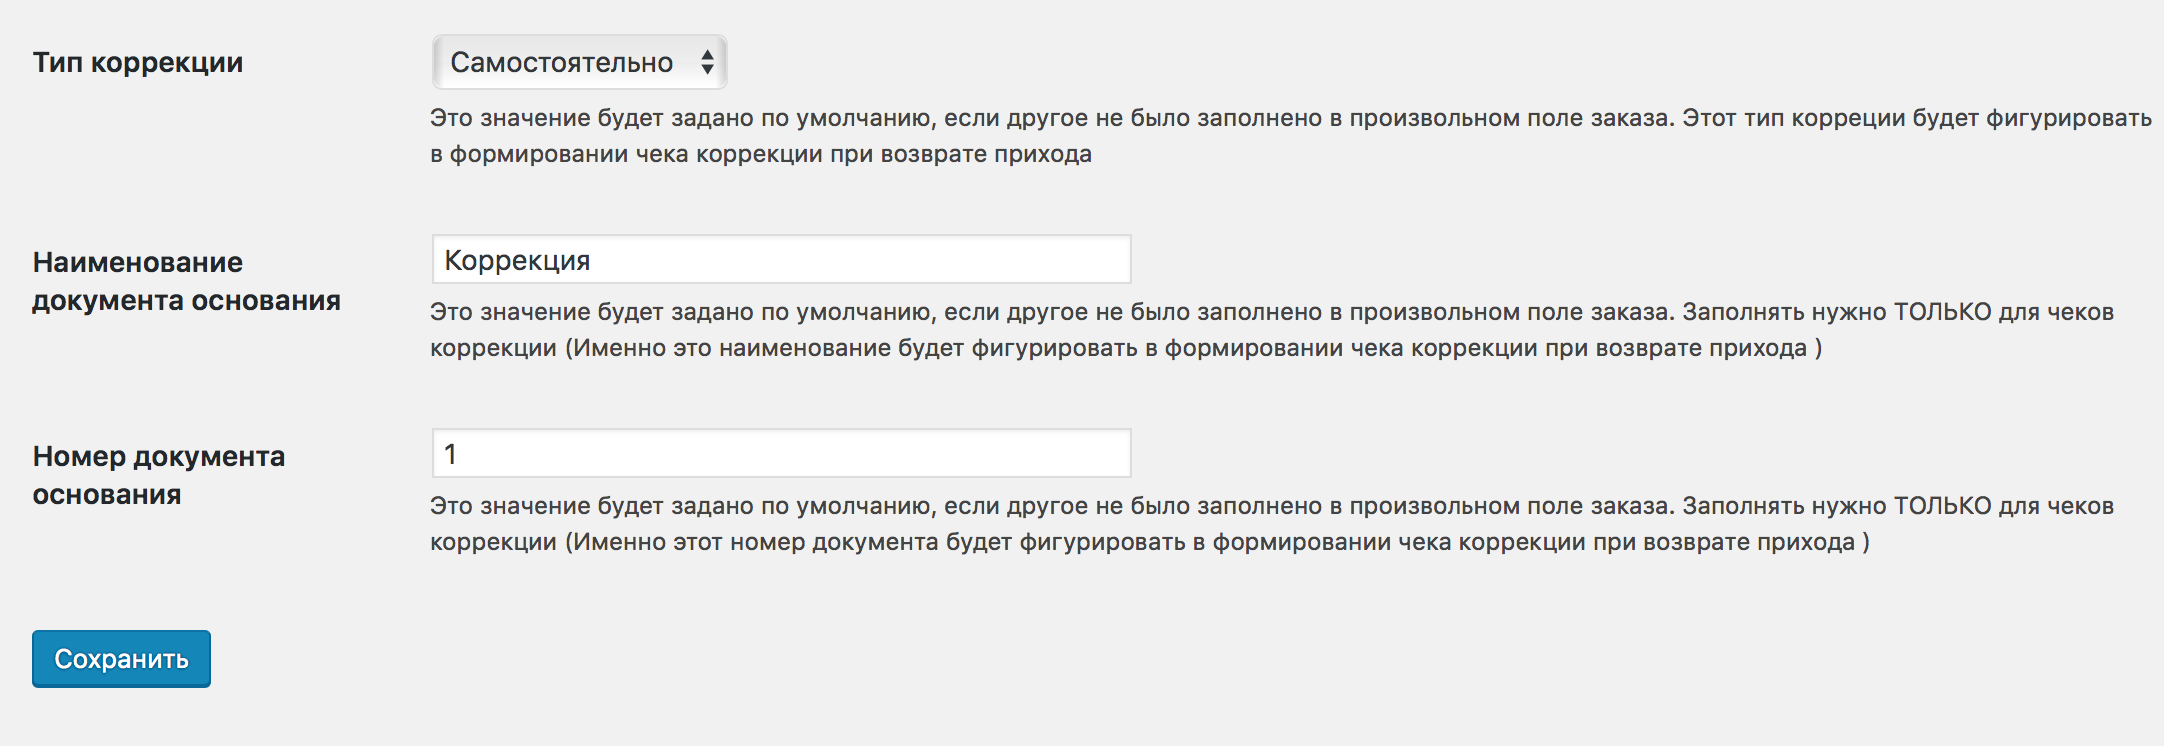 Тип коррекции
Самостоятельно
Это значение будет задано по умолчанию, если другое не было заполнено в произвольном поле заказа. Этот тип корреции будет фигурировать
в формировании чека коррекции при возврате прихода
Наименование
документа основания
Коррекция
Это значение будет задано по умолчанию, если другое не было заполнено в произвольном поле заказа. Заполнять нужно ТОЛЬКО для чеков
коррекции (Именно это наименование будет фигурировать в формировании чека коррекции при возврате прихода )
Номер документа
основания
1
Это значение будет задано по умолчанию, если другое не было заполнено в произвольном поле заказа. Заполнять нужно ТОЛЬКО для чеков
коррекции (Именно этот номер документа будет фигурировать в формировании чека коррекции при возврате прихода )
Сохранить